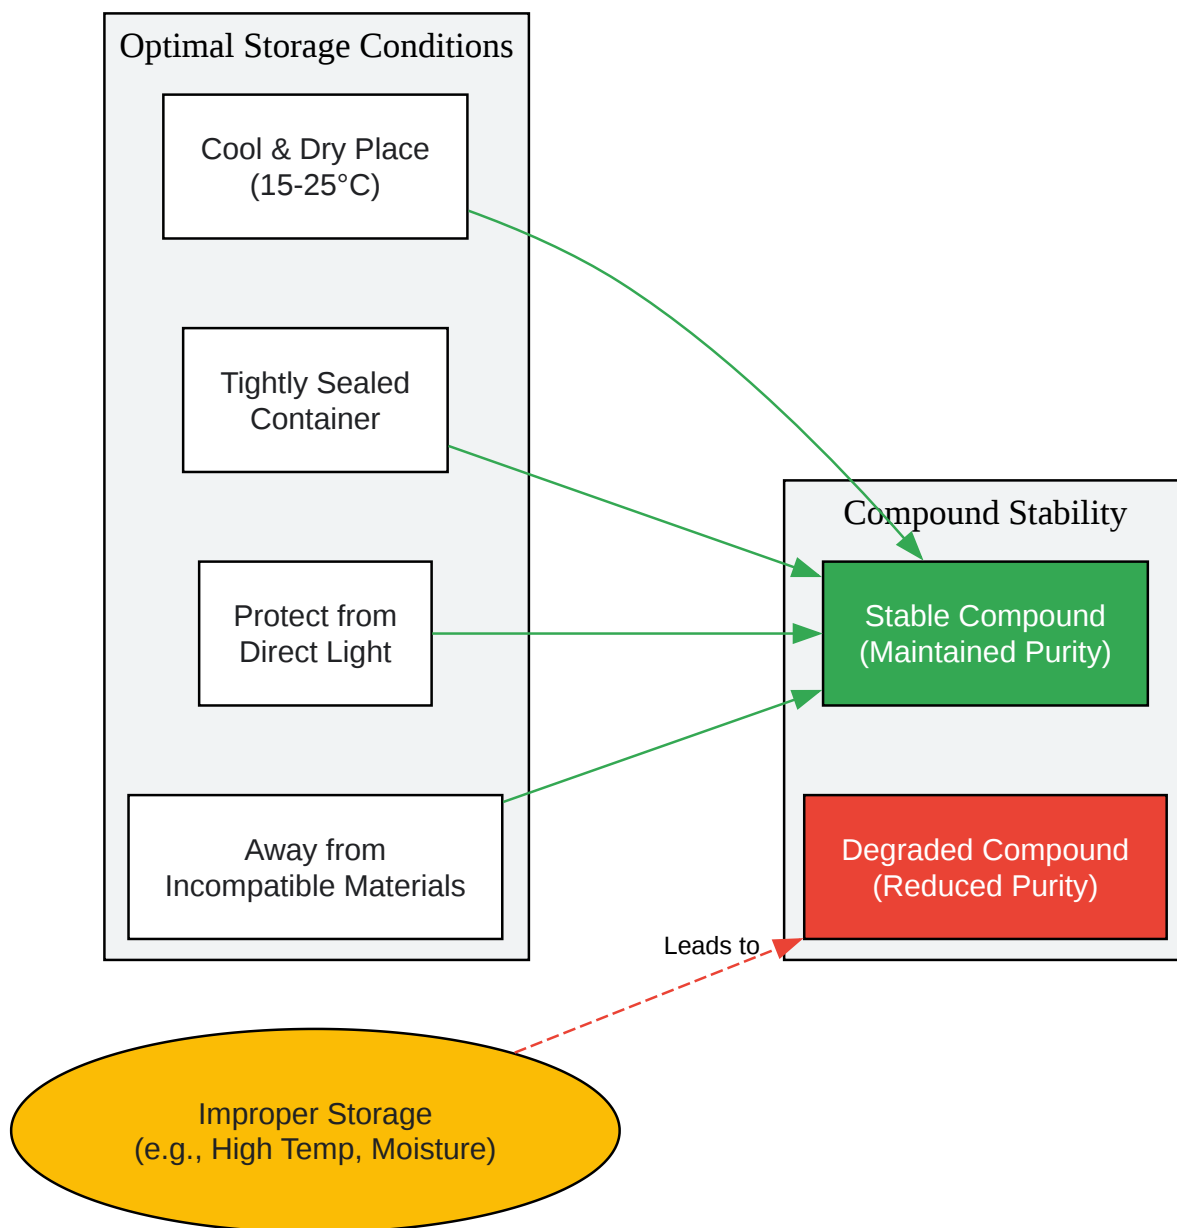 Optimal Storage Conditions
Cool & Dry Place
(15-25°C)
Tightly Sealed
Container
Protect from
Direct Light
Away from
Incompatible Materials
Compound Stability
Stable Compound
(Maintained Purity)
Degraded Compound
(Reduced Purity)
Leads to
Improper Storage
(e.g., High Temp, Moisture)